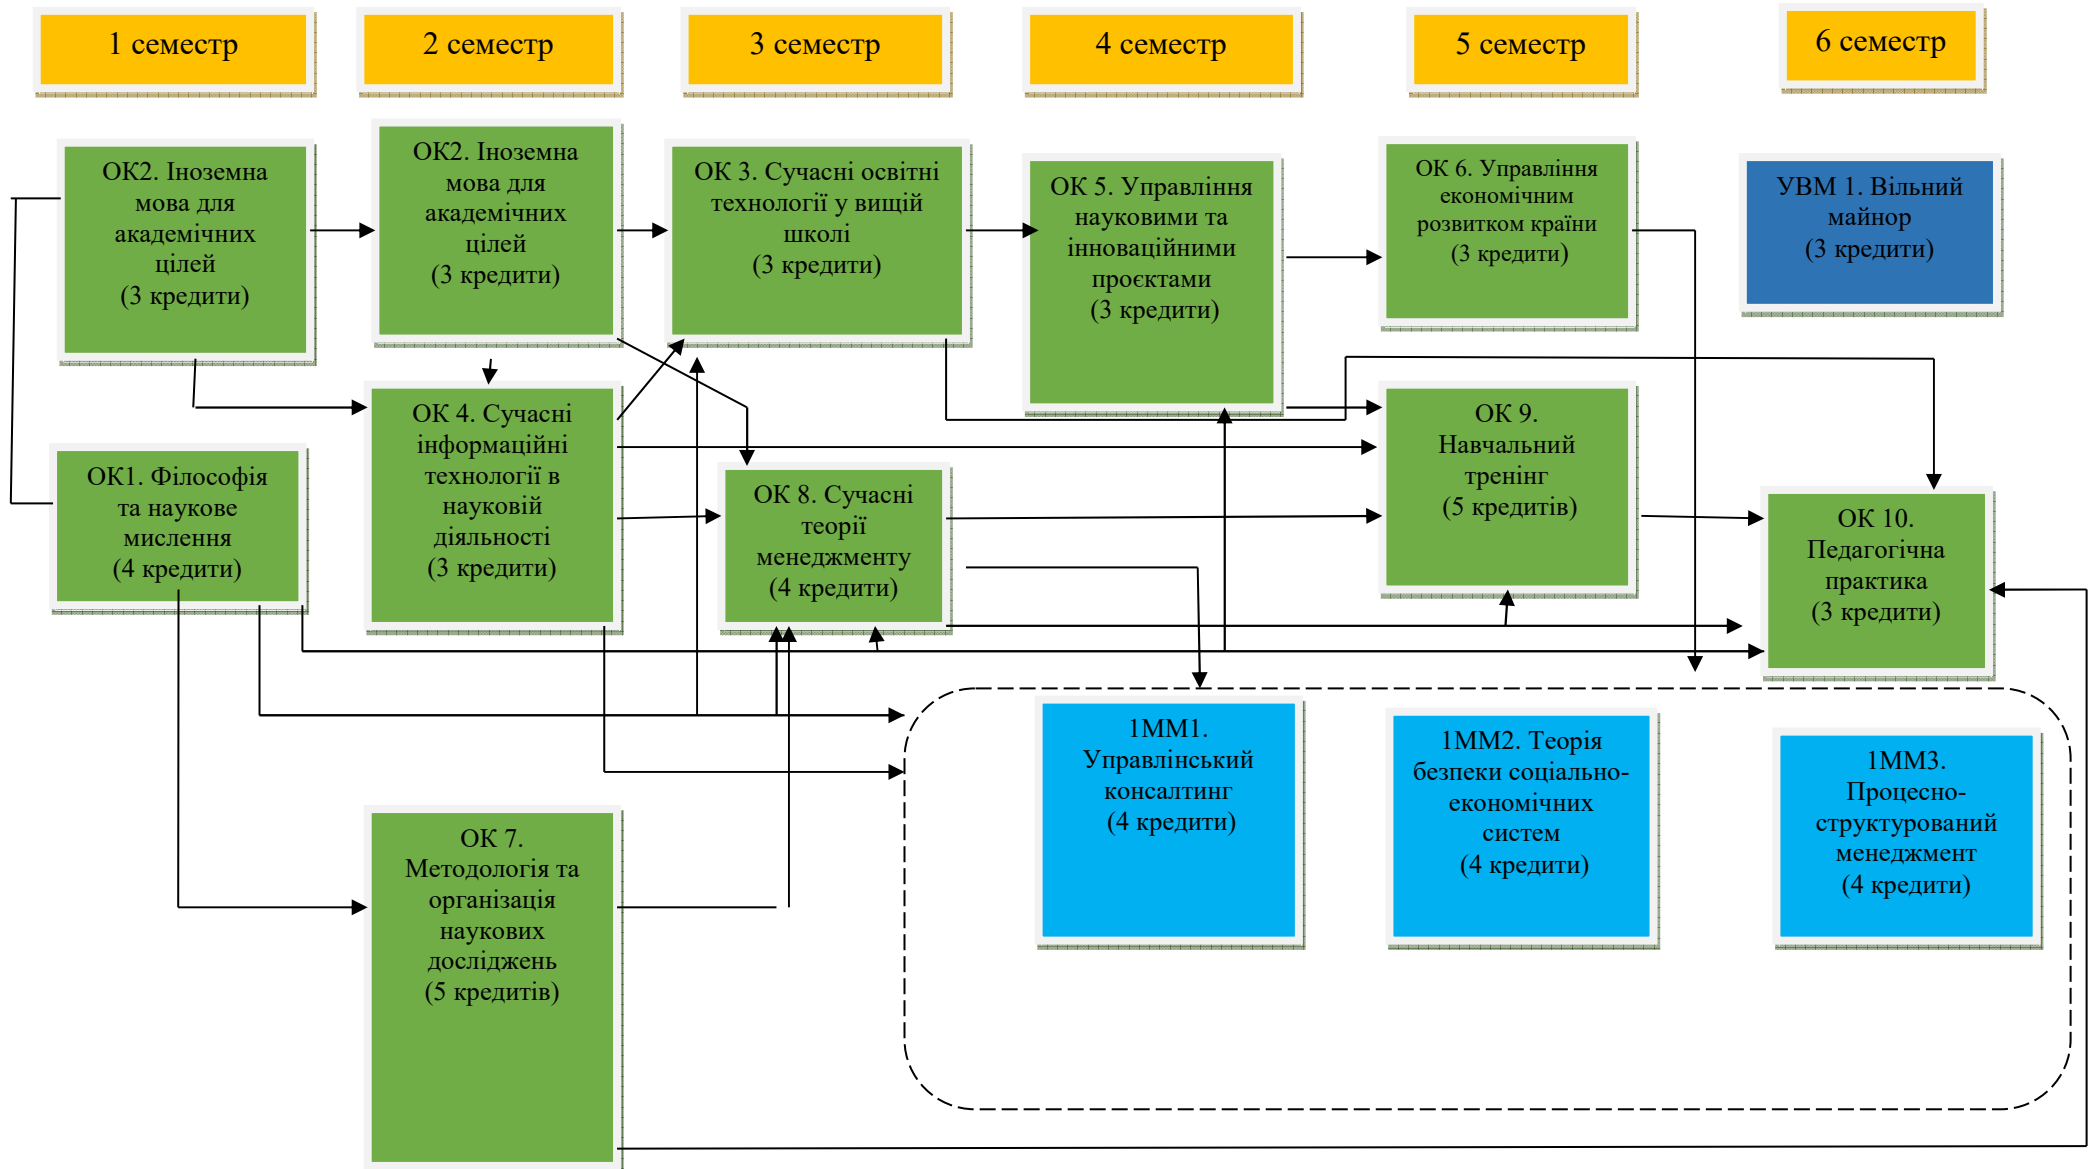 1 семестр
2 семестр
3 семестр
4 семестр
5 семестр
6 семестр
ОК2. Іноземна
мова для
академічних
цілей
(3 кредити)
ОК2. Іноземна
мова для
академічних
цілей
(3 кредити)
ОК 3. Сучасні освітні
технології у вищій
школі
(3 кредити)
ОК 5. Управління
науковими та
інноваційними
проєктами
(3 кредити)
ОК 6. Управління
економічним
розвитком країни
(3 кредити)
УВМ 1. Вільний
майнор
(3 кредити)
ОК1. Філософія
та наукове
мислення
(4 кредити)
ОК 4. Сучасні
інформаційні
технології в
науковій
діяльності
(3 кредити)
ОК 8. Сучасні
теорії
менеджменту
(4 кредити)
ОК 9.
Навчальний
тренінг
(5 кредитів)
ОК 10.
Педагогічна
практика
(3 кредити)
ОК 7.
Методологія та
організація
наукових
досліджень
(5 кредитів)
1ММ1.
Управлінський
консалтинг
(4 кредити)
1ММ2. Теорія
безпеки соціально-
економічних
систем
(4 кредити)
1ММ3.
Процесно-
структурований
менеджмент
(4 кредити)